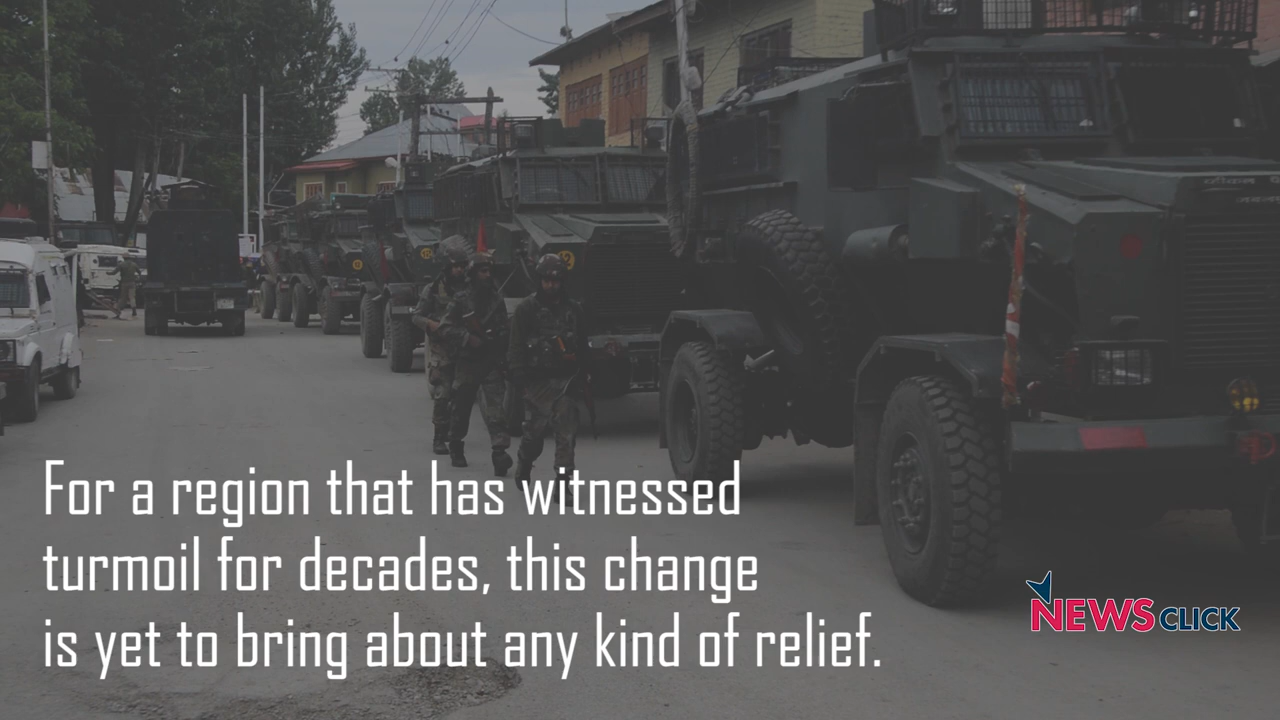 For a region that has witnessed
turmoil for decades, this change
is yet to bring about any kind of relief.
NEWSCLICK